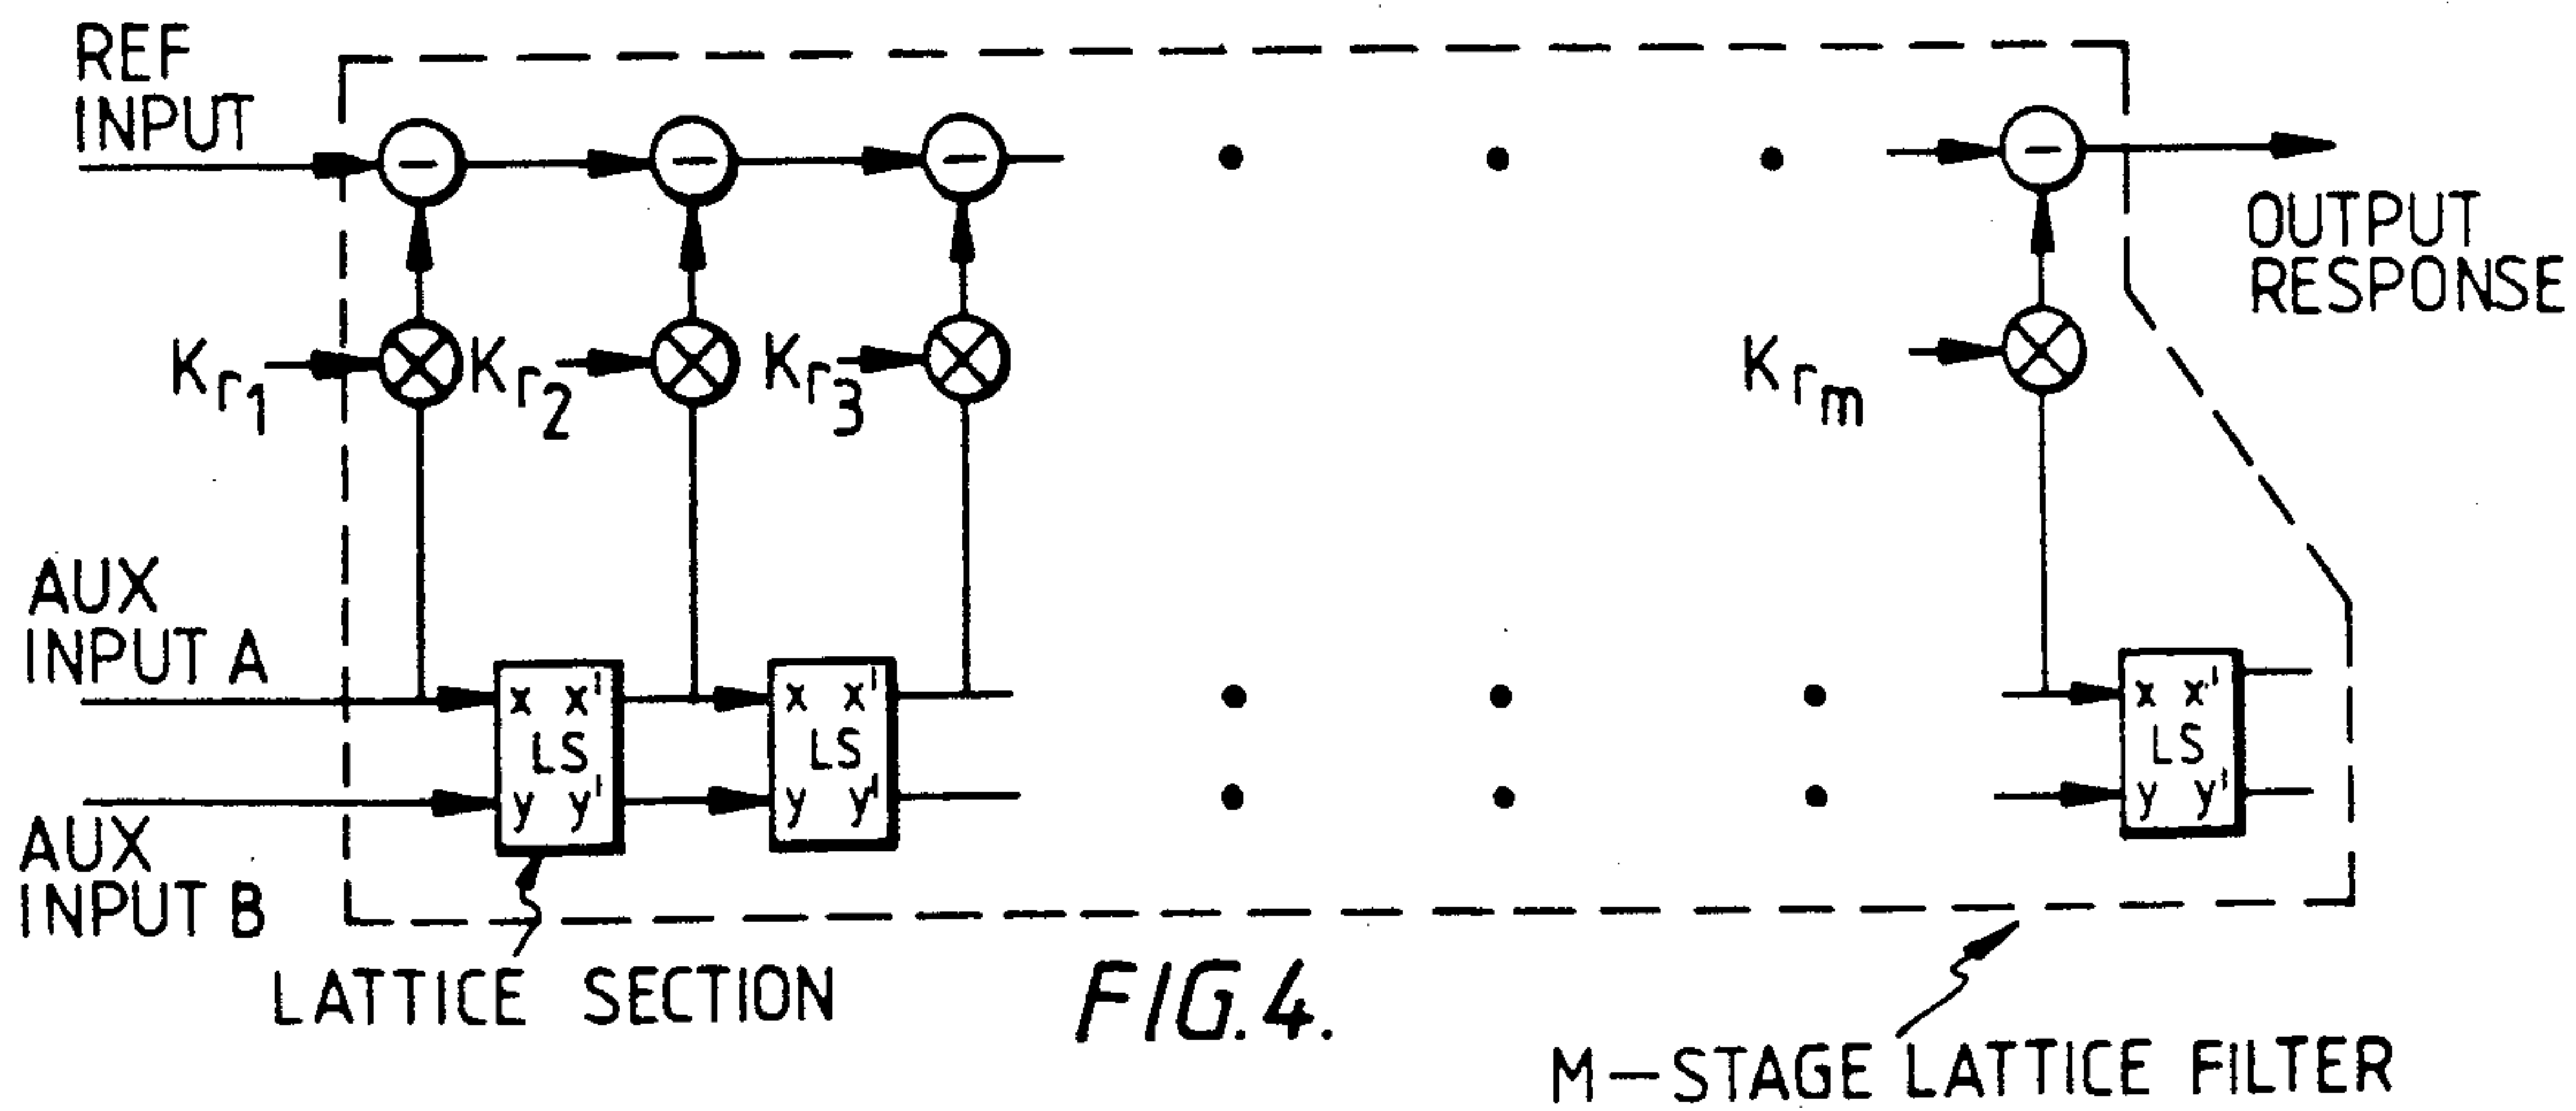 REF
INPUT
−
−
−
−
OUTPUT
RESPONSE
Kr1
Kr2
Kr3
Krm
AUX
INPUT A
x x'
LS
y y'
x x'
LS
y y'
x x'
LS
y y'
AUX
INPUT B
LATTICE SECTION
FIG.4.
M−STAGE LATTICE FILTER